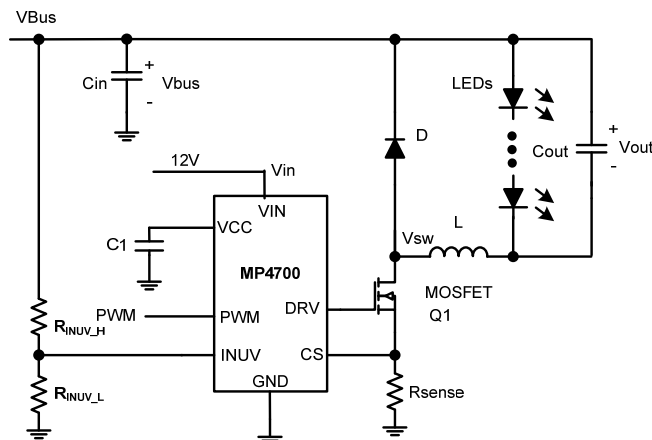 VBus
Cin
+
Vbus
-
LEDs
D
Cout
+
Vout
-
12V
Vin
VIN
VCC
C1
MP4700
Vsw
L
MOSFET
Q1
DRV
PWM
PWM
RINUV_H
INUV
CS
GND
RINUV_L
Rsense